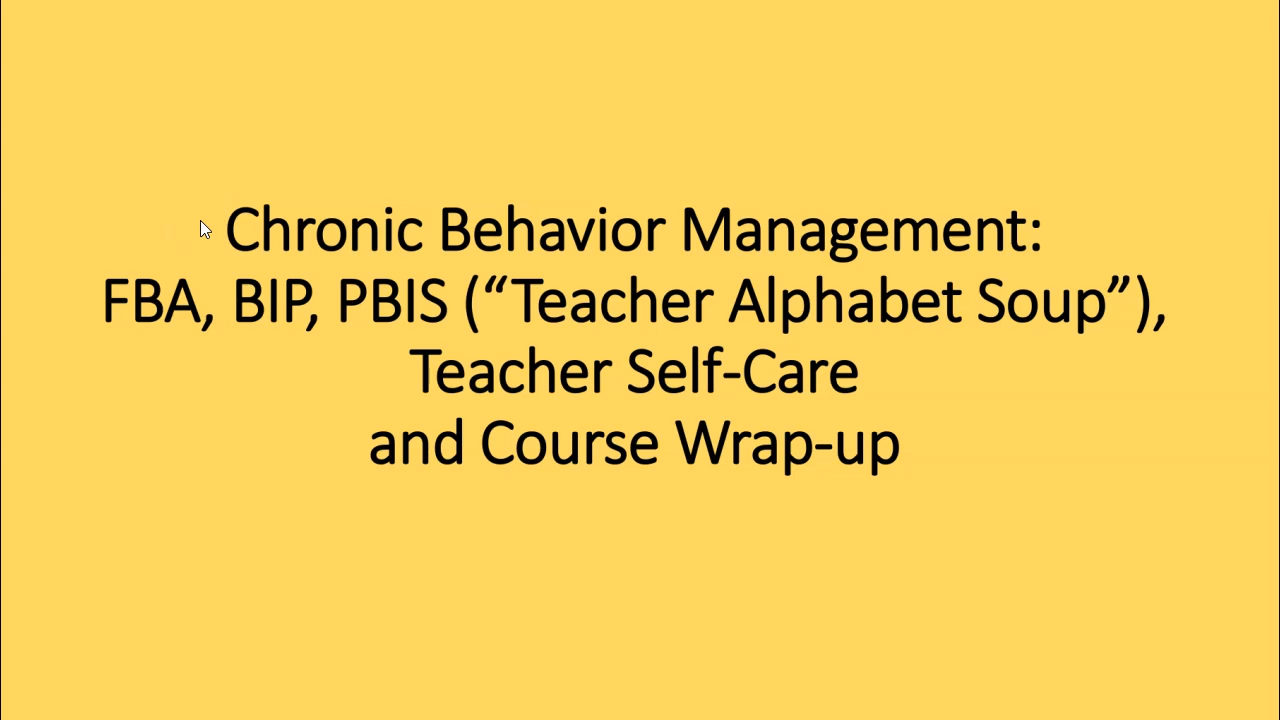 Chronic Behavior Management:
FBA, BIP, PBIS (“Teacher Alphabet Soup”),
Teacher Self-Care
and Course Wrap-up